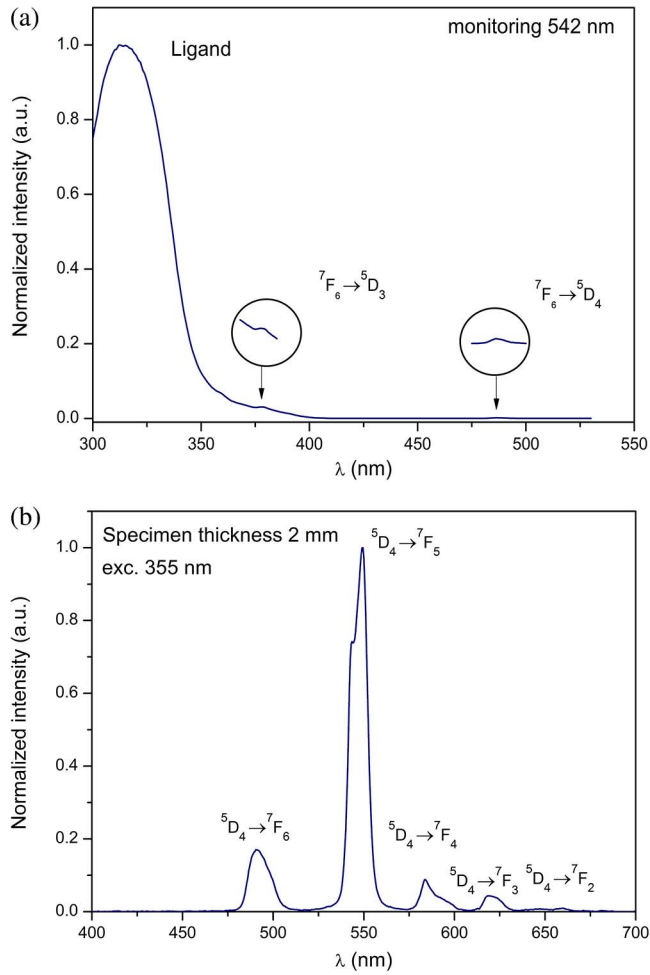 (a)
monitoring 542 nm
Ligand
⁷F₆→⁵D₃
⁷F₆→⁵D₄
Normalized intensity (a.u.)
1.0
0.8
0.6
0.4
0.2
0.0
300 350 400 450 500 550
λ (nm)
(b)
Specimen thickness 2 mm
exc. 355 nm
⁵D₄→⁷F₅
⁵D₄→⁷F₆
⁵D₄→⁷F₄
⁵D₄→⁷F₃
⁵D₄→⁷F₂
Normalized intensity (a.u.)
1.0
0.8
0.6
0.4
0.2
0.0
400 450 500 550 600 650 700
λ (nm)